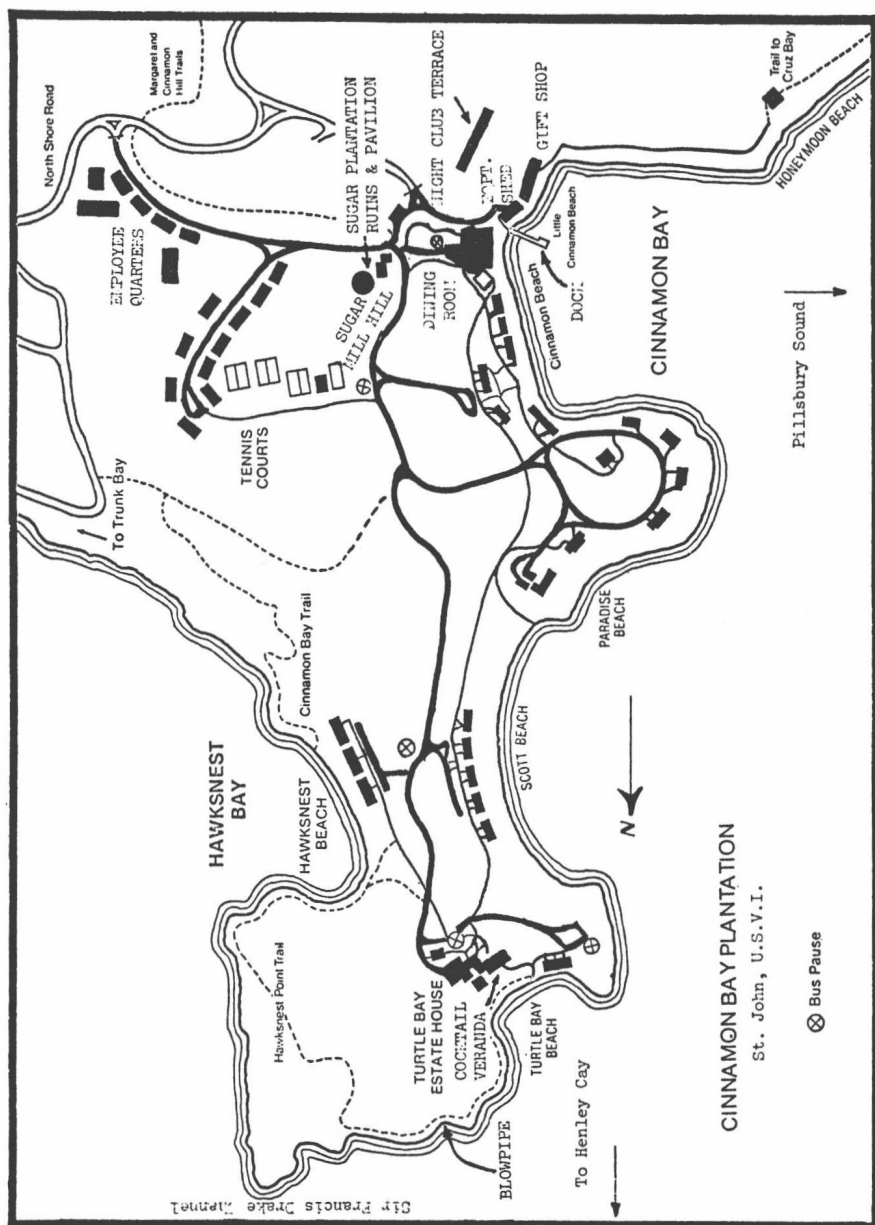 North Shore Road
Margaret and
Cinnamon
Hill Trails
EMPLOYEE
QUARTERS
SUGAR PLANTATION
RUINS & PAVILION
NIGHT CLUB TERRACE
SHED
GIFT SHOP
Trail to
Cruz Bay
HONEYMOON BEACH
SUGAR
MILL HILL
DINING
ROOM
Little
Cinnamon Beach
Cinnamon Beach
DOCK
CINNAMON BAY
Pillsbury Sound
TENNIS
COURTS
To Trunk Bay
Cinnamon Bay Trail
PARADISE
BEACH
HAWKSNEST
BAY
HAWKSNEST
BEACH
SCOTT BEACH
N
Hawksnest Point Trail
TURTLE BAY
ESTATE HOUSE
COCKTAIL
VERANDA
TURTLE BAY
BEACH
BLOWPIPE
To Henley Cay
Sir Francis Drake Channel
CINNAMON BAY PLANTATION
St. John, U.S.V.I.
Bus Pause